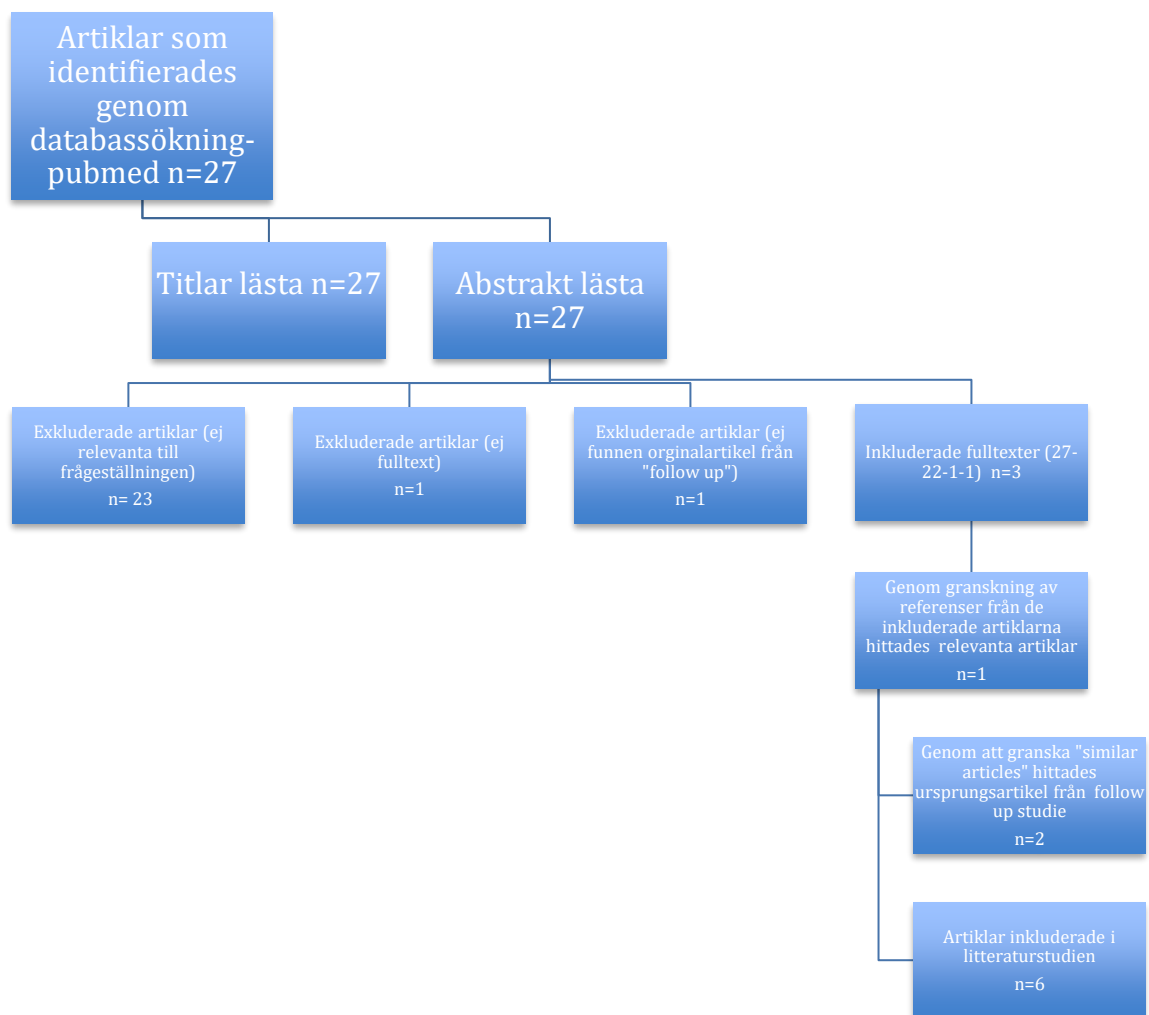 Artiklar som
identifierades
genom
databassökning-
pubmed n=27
Titlar lästa n=27
Abstrakt lästa
n=27
Exkluderade artiklar (ej
relevanta till
frågeställningen)
n= 23
Exkluderade artiklar (ej
fulltext)
n=1
Exkluderade artiklar (ej
funnen orginalartikel från
"follow up")
n=1
Inkluderade fulltexter (27-
22-1-1)  n=3
Genom granskning av
referenser från de
inkluderade artiklarna
hittades  relevanta artiklar
n=1
Genom att granska "similar
articles" hittades
ursprungsartikel från  follow
up studie
n=2
Artiklar inkluderade i
litteraturstudien
n=6